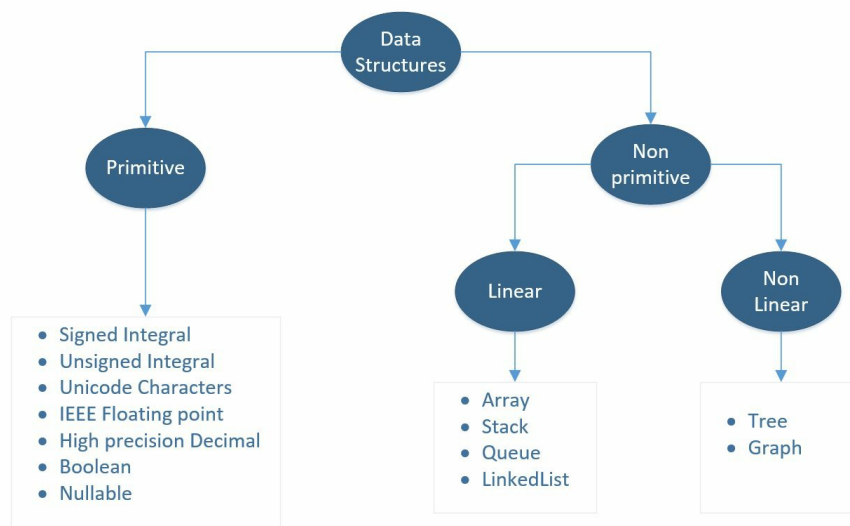 Data
Structures
Primitive
Non
primitive
Linear
Non
Linear
• Signed Integral
• Unsigned Integral
• Unicode Characters
• IEEE Floating point
• High precision Decimal
• Boolean
• Nullable
• Array
• Stack
• Queue
• LinkedList
• Tree
• Graph